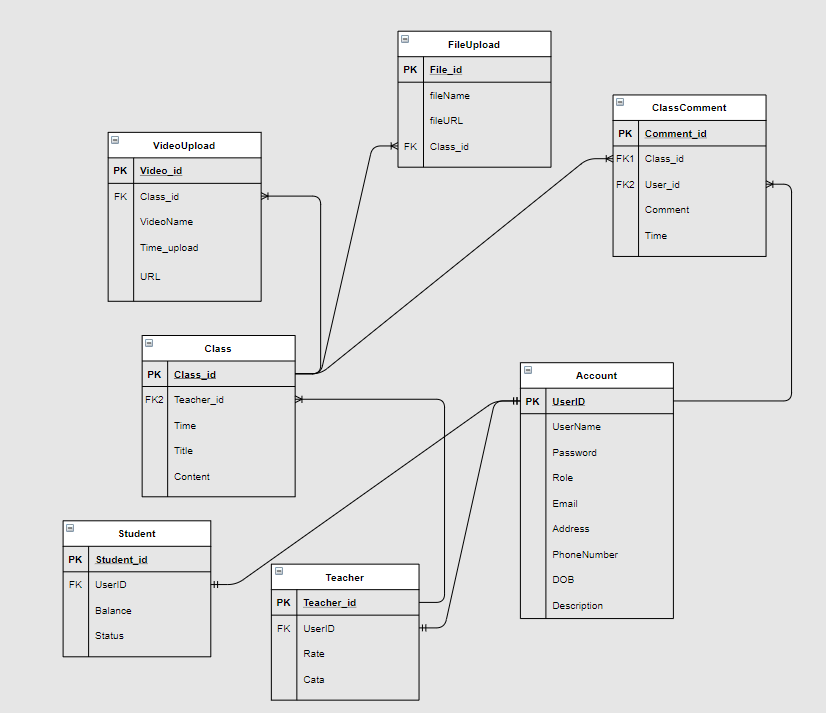 FileUpload
PK File_id
fileName
fileURL
FK Class_id
ClassComment
PK Comment_id
FK1 Class_id
FK2 User_id
Comment
Time
VideoUpload
PK Video_id
FK Class_id
VideoName
Time_upload
URL
Class
PK Class_id
FK2 Teacher_id
Time
Title
Content
Account
PK UserID
UserName
Password
Role
Email
Address
PhoneNumber
DOB
Description
Student
PK Student_id
FK UserID
Balance
Status
Teacher
PK Teacher_id
FK UserID
Rate
Cata